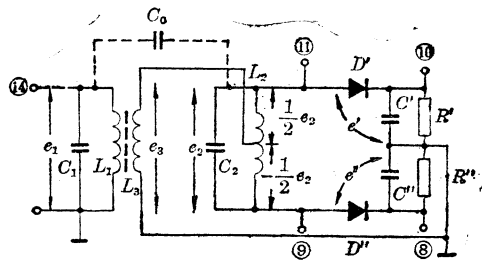 C₀
⑪
⑩
⑭
L₂
D'
e₁
C₁
L₁
L₃
e₃
e₂
C₂
1/2 e₂
1/2 e₂
e'
C'
R'
e''
C''
R''
⑨
D''
⑧